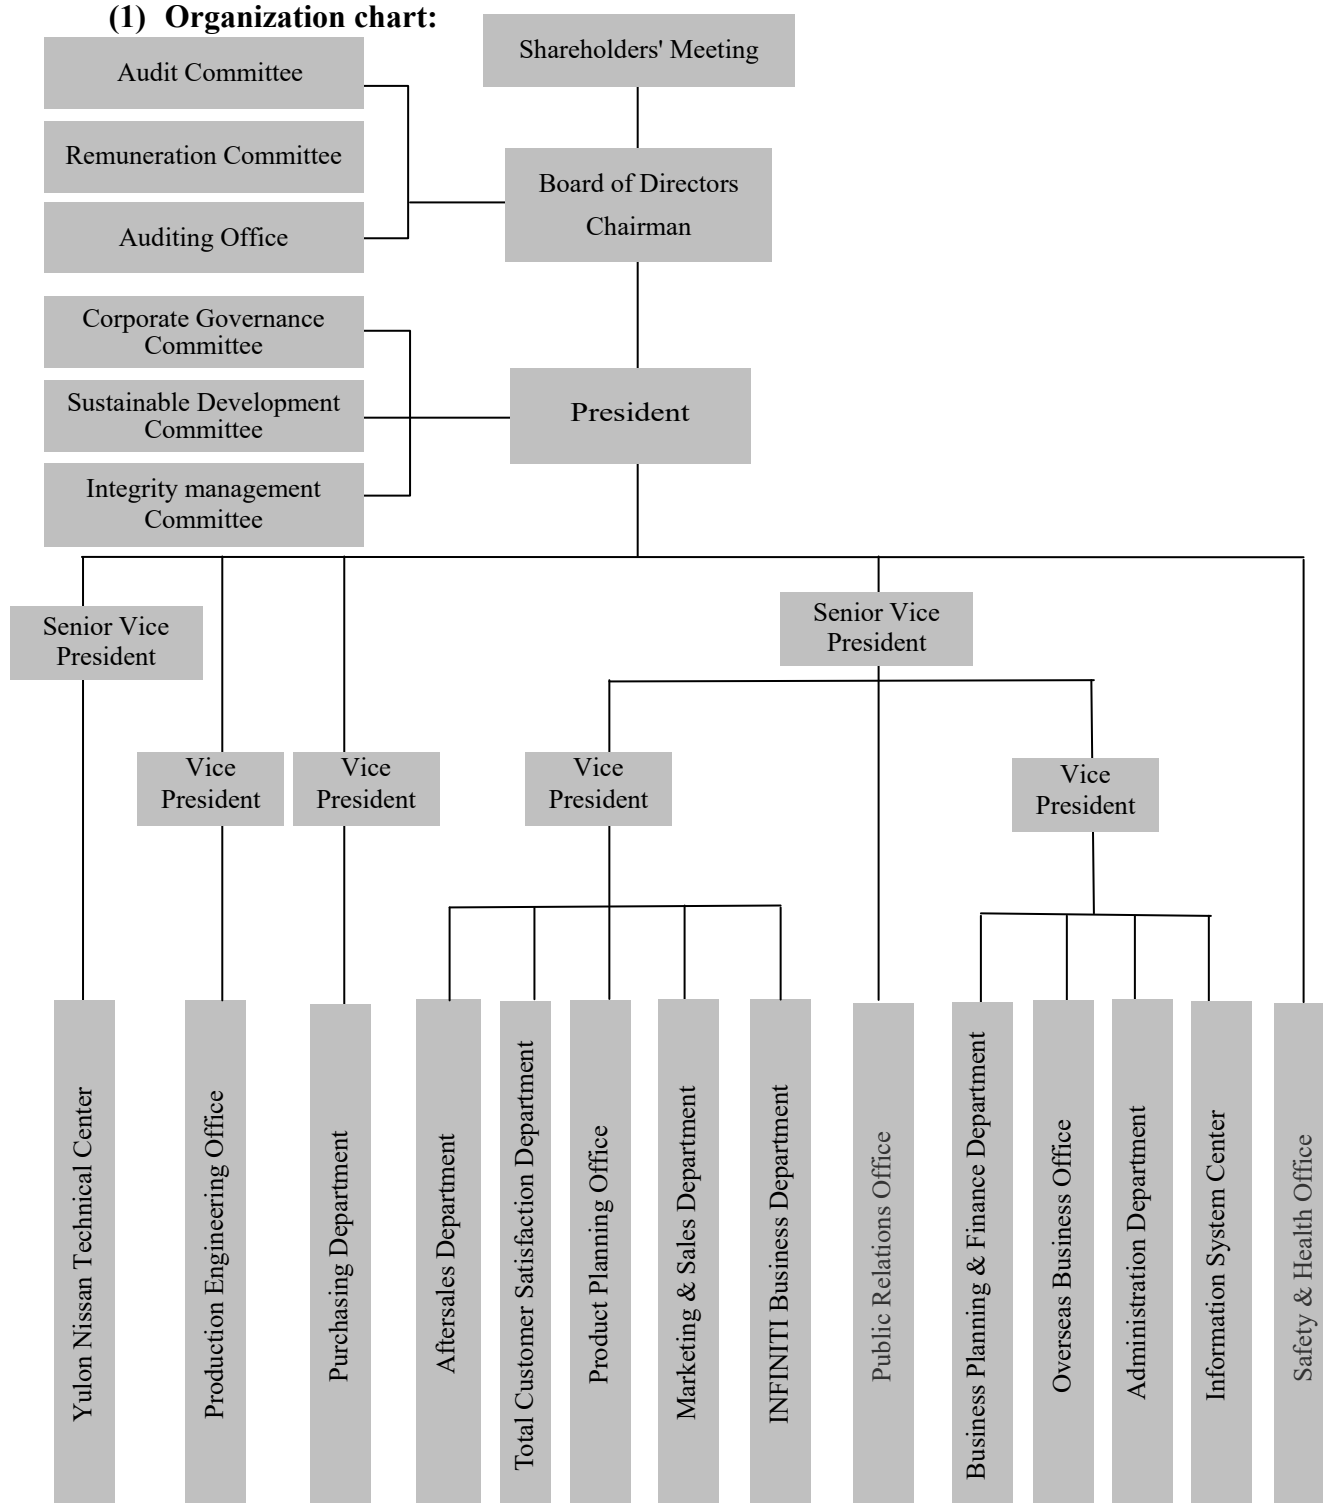 (1) Organization chart:
Shareholders' Meeting
Audit Committee
Remuneration Committee
Board of Directors
Chairman
Auditing Office
Corporate Governance
Committee
Sustainable Development
Committee
President
Integrity management
Committee
Senior Vice
President
Senior Vice
President
Vice
President
Vice
President
Vice
President
Vice
President
Yulon Nissan Technical Center
Production Engineering Office
Purchasing Department
Aftersales Department
Total Customer Satisfaction Department
Product Planning Office
Marketing & Sales Department
INFINITI Business Department
Public Relations Office
Business Planning & Finance Department
Overseas Business Office
Administration Department
Information System Center
Safety & Health Office